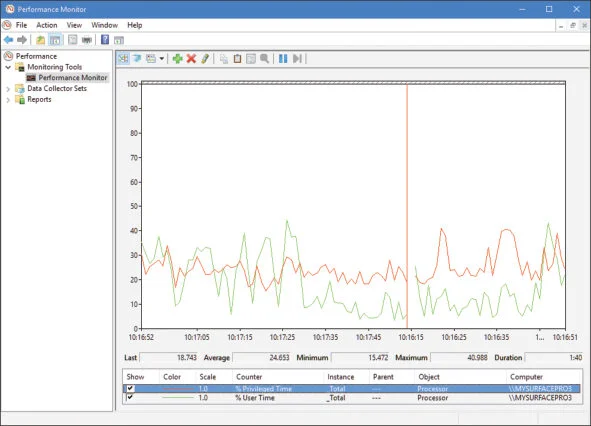 Performance Monitor
File Action View Window Help
Performance
Monitoring Tools
Performance Monitor
Data Collector Sets
Reports
100
90
80
70
60
50
40
30
20
10
0
10:16:52 10:17:05 10:17:15 10:17:25 10:17:35 10:17:45 10:16:15 10:16:25 10:16:35 1... 10:16:51
Last 18.743 Average 24.653 Minimum 15.472 Maximum 40.988 Duration 1:40
Show Color Scale Counter Instance Parent Object Computer
1.0 % Privileged Time _Total --- Processor \\MYSURFACEPRO3
1.0 % User Time _Total --- Processor \\MYSURFACEPRO3